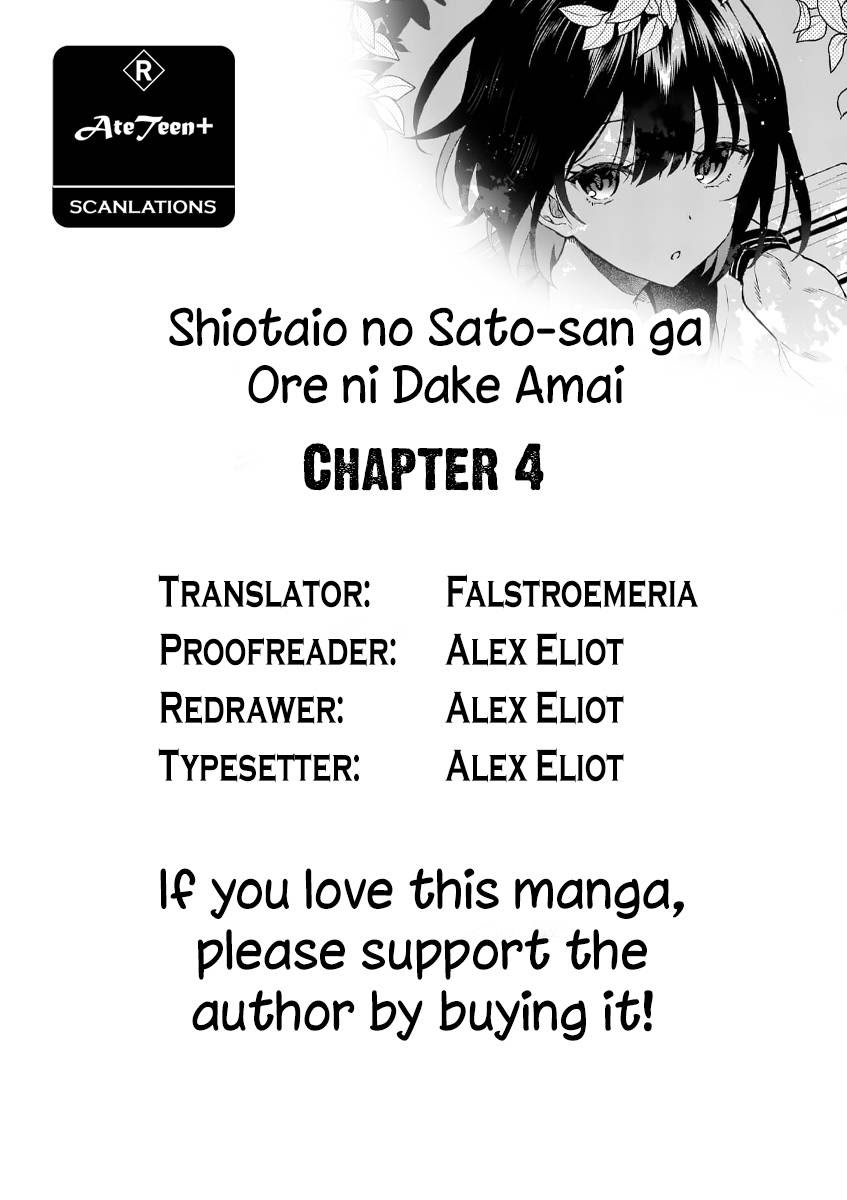 R
AteTeen+
SCANLATIONS
Shiotaio no Sato-san ga
Ore ni Dake Amai
CHAPTER 4
TRANSLATOR: FALSTROEMERIA
PROOFREADER: ALEX ELIOT
REDRAWER: ALEX ELIOT
TYPESETTER: ALEX ELIOT
If you love this manga,
please support the
author by buying it!